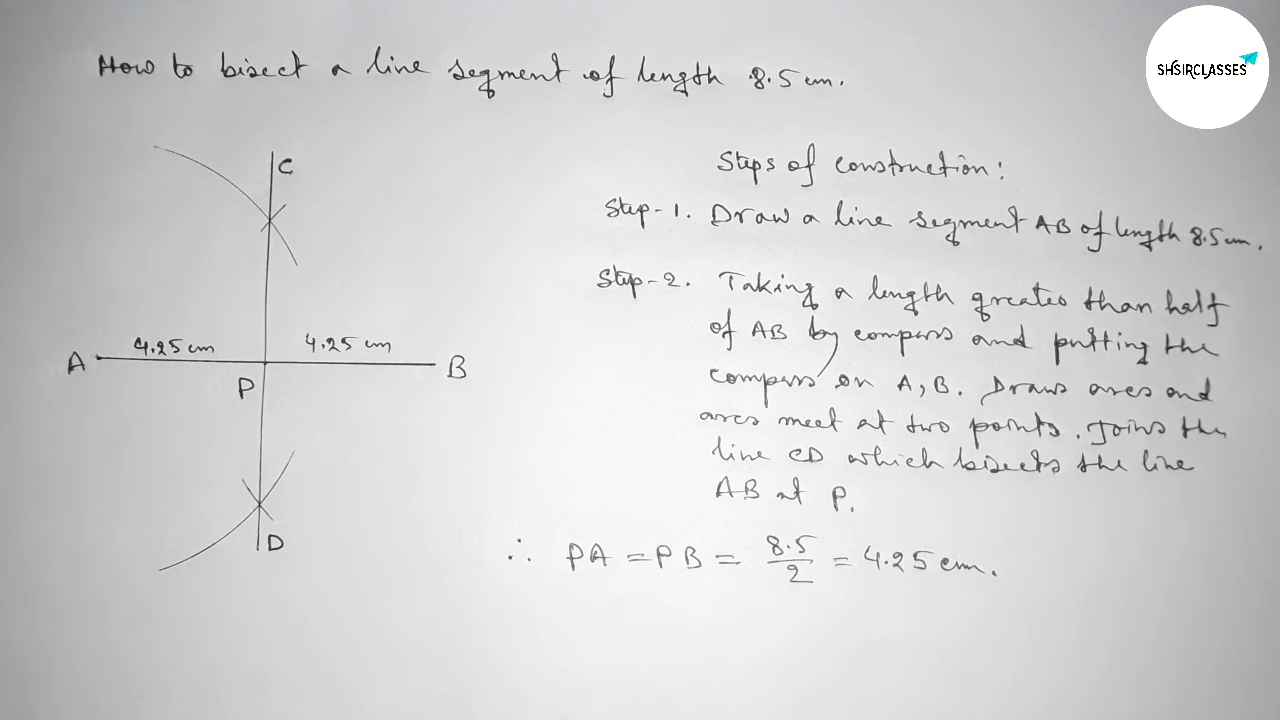 How to bisect a line segment of length 8.5 cm.
SHSIRCLASSES
C
4.25 cm 4.25 cm
A B
P
D
Steps of construction:
Step-1. Draw a line segment AB of length 8.5 cm.
Step-2. Taking a length greater than half
of AB by compass and putting the
compass on A, B. Draws arcs and
arcs meet at two points. Joins the
line CD which bisects the line
AB at P.
∴ PA = PB = 8.5/2 = 4.25 cm.